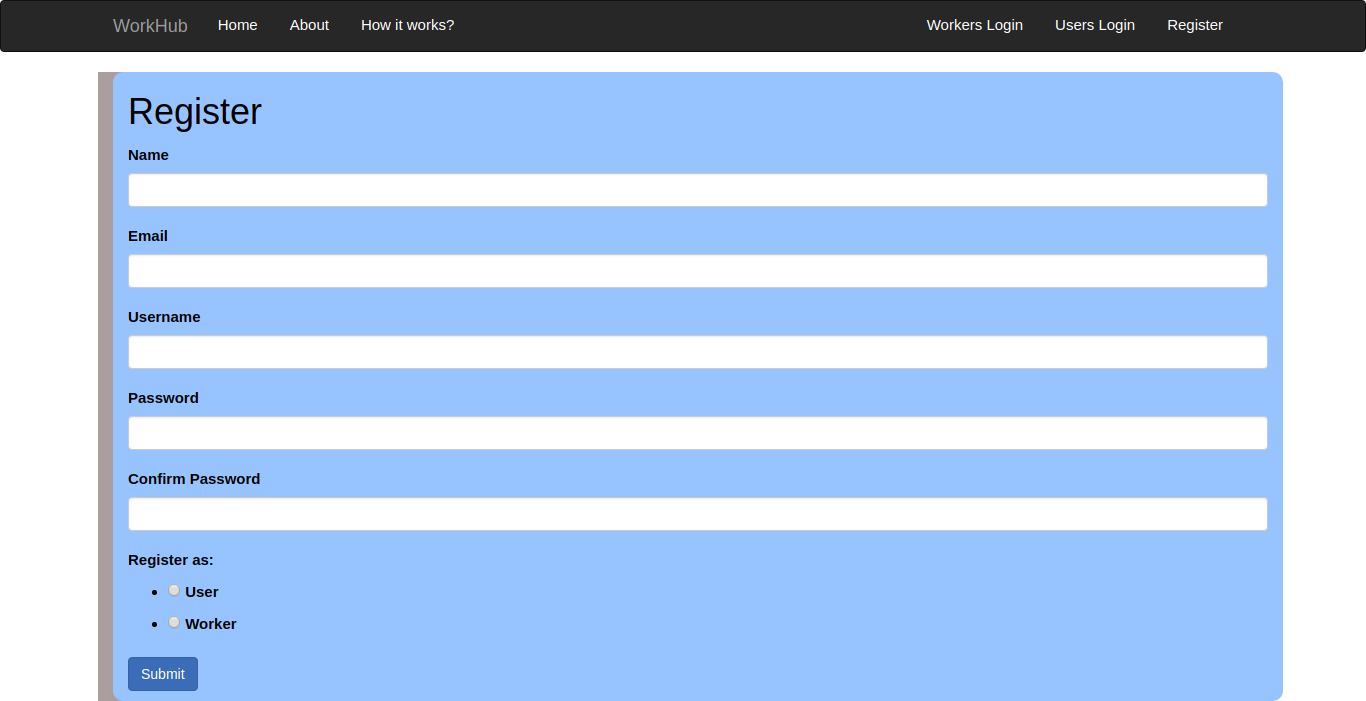 WorkHub Home About How it works? Workers Login Users Login Register
Register
Name
Email
Username
Password
Confirm Password
Register as:
User
Worker
Submit